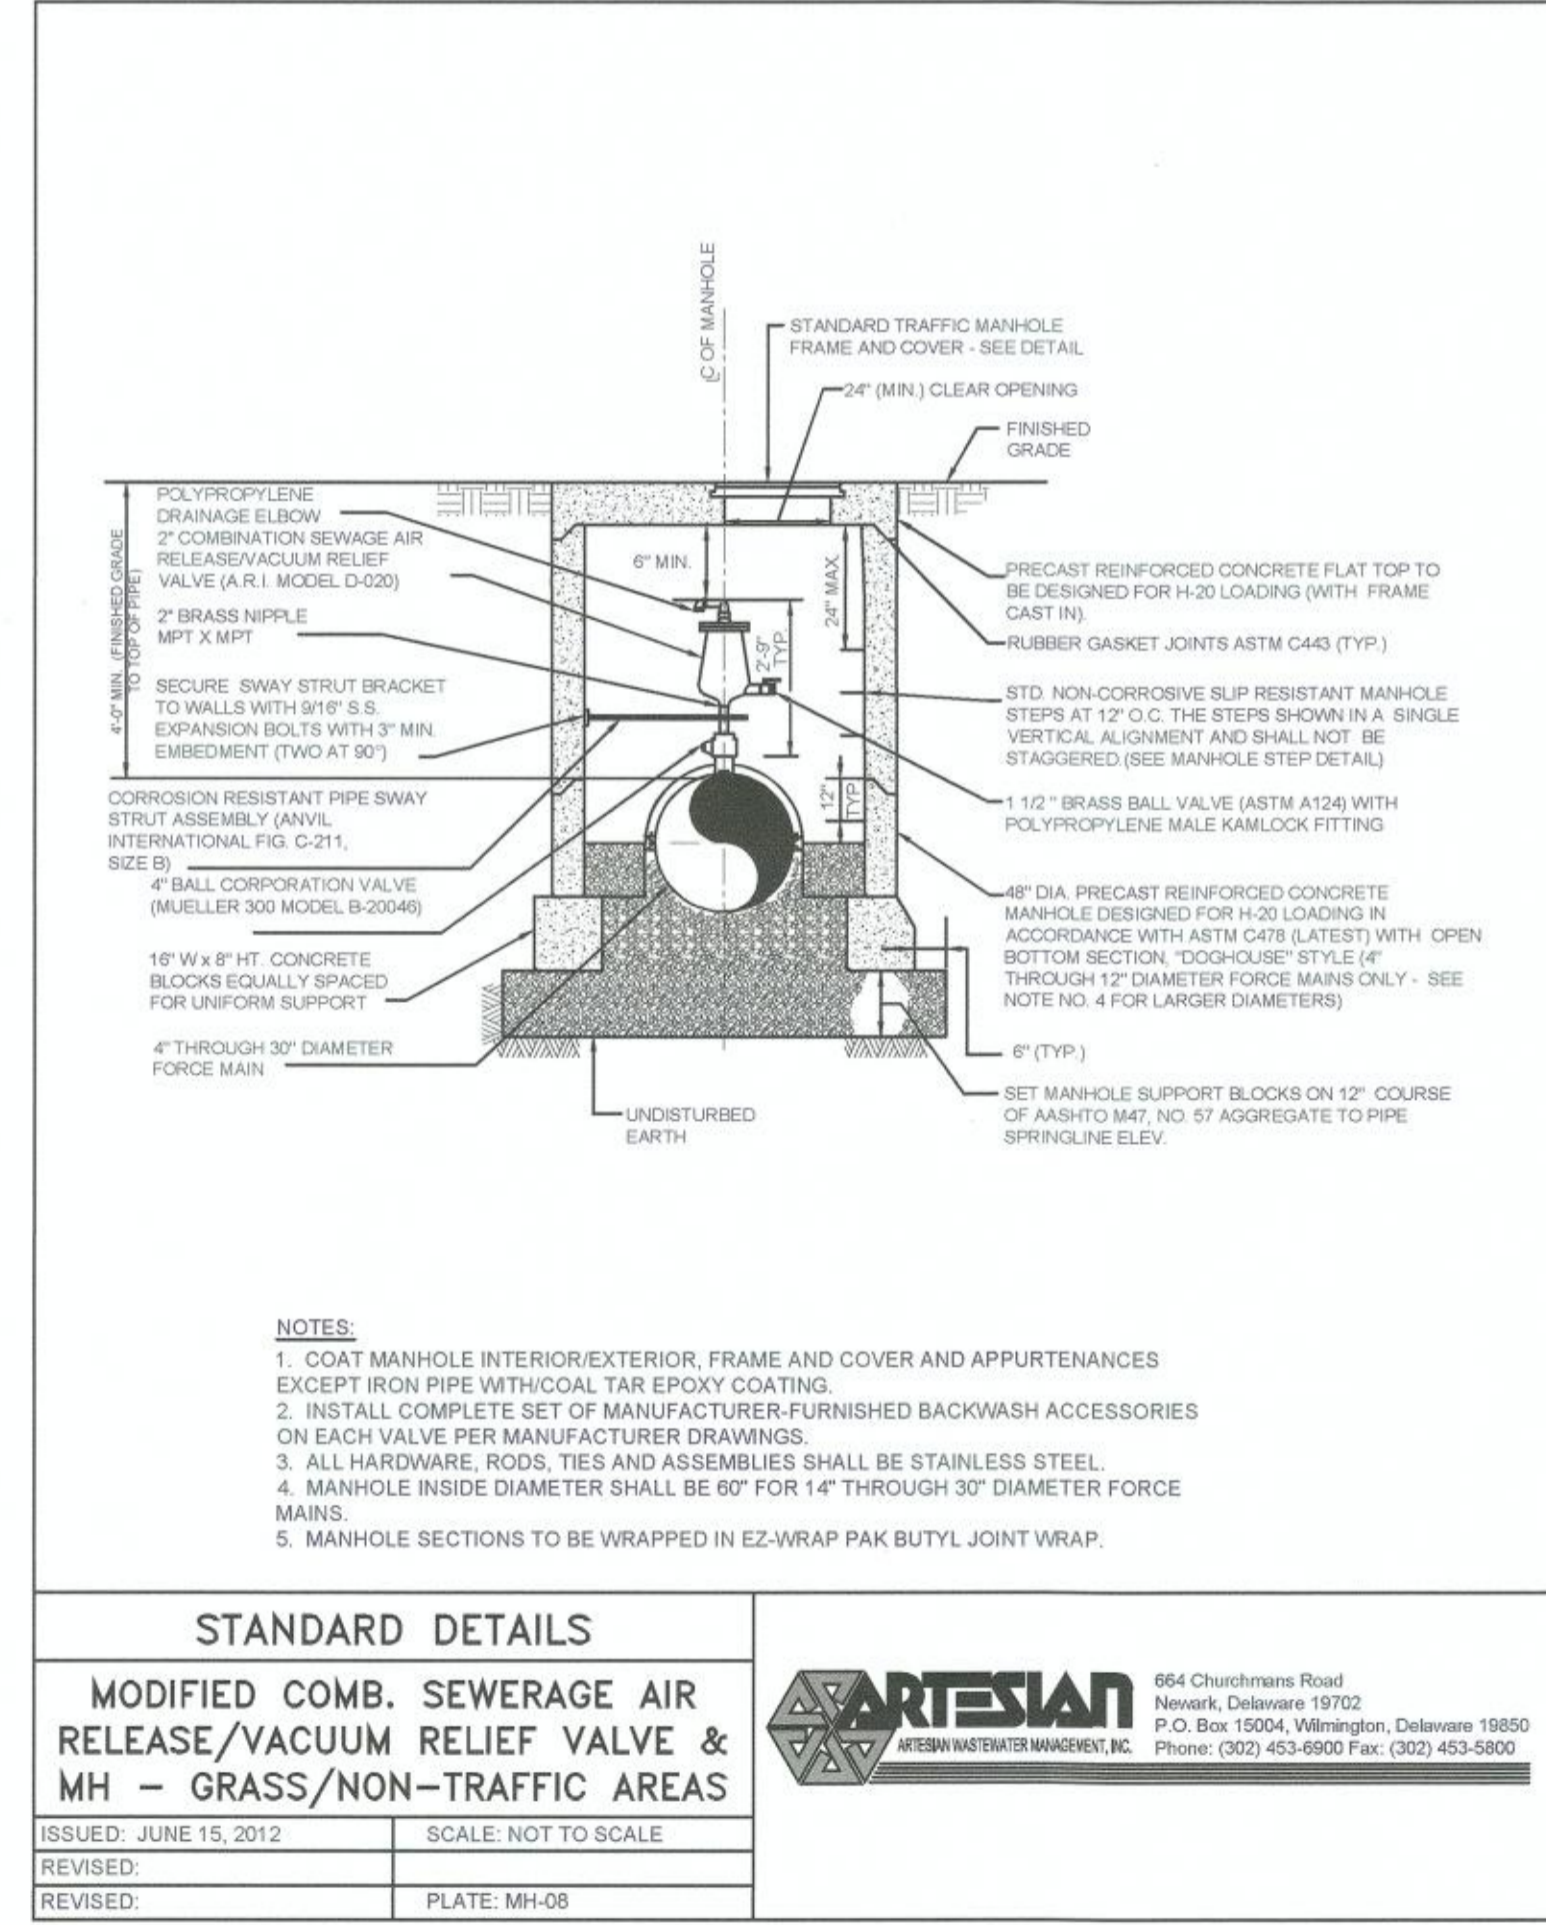 ℄ OF MANHOLE
STANDARD TRAFFIC MANHOLE
FRAME AND COVER - SEE DETAIL
24" (MIN.) CLEAR OPENING
FINISHED
GRADE
4'-0" MIN. (FINISHED GRADE
TO TOP OF PIPE)
POLYPROPYLENE
DRAINAGE ELBOW
2" COMBINATION SEWAGE AIR
RELEASE/VACUUM RELIEF
VALVE (A.R.I. MODEL D-020)
2" BRASS NIPPLE
MPT X MPT
SECURE SWAY STRUT BRACKET
TO WALLS WITH 9/16" S.S.
EXPANSION BOLTS WITH 3" MIN.
EMBEDMENT (TWO AT 90°)
CORROSION RESISTANT PIPE SWAY
STRUT ASSEMBLY (ANVIL
INTERNATIONAL FIG. C-211,
SIZE B)
4" BALL CORPORATION VALVE
(MUELLER 300 MODEL B-20046)
16" W x 8" HT. CONCRETE
BLOCKS EQUALLY SPACED
FOR UNIFORM SUPPORT
4" THROUGH 30" DIAMETER
FORCE MAIN
6" MIN.
24" MAX.
2'-9"
TYP.
12"
TYP.
PRECAST REINFORCED CONCRETE FLAT TOP TO
BE DESIGNED FOR H-20 LOADING (WITH FRAME
CAST IN).
RUBBER GASKET JOINTS ASTM C443 (TYP.)
STD. NON-CORROSIVE SLIP RESISTANT MANHOLE
STEPS AT 12" O.C. THE STEPS SHOWN IN A SINGLE
VERTICAL ALIGNMENT AND SHALL NOT BE
STAGGERED.(SEE MANHOLE STEP DETAIL)
1 1/2 " BRASS BALL VALVE (ASTM A124) WITH
POLYPROPYLENE MALE KAMLOCK FITTING
48" DIA. PRECAST REINFORCED CONCRETE
MANHOLE DESIGNED FOR H-20 LOADING IN
ACCORDANCE WITH ASTM C478 (LATEST) WITH OPEN
BOTTOM SECTION, "DOGHOUSE" STYLE (4"
THROUGH 12" DIAMETER FORCE MAINS ONLY - SEE
NOTE NO. 4 FOR LARGER DIAMETERS)
6" (TYP.)
SET MANHOLE SUPPORT BLOCKS ON 12" COURSE
OF AASHTO M47, NO. 57 AGGREGATE TO PIPE
SPRINGLINE ELEV.
UNDISTURBED
EARTH
NOTES:
1. COAT MANHOLE INTERIOR/EXTERIOR, FRAME AND COVER AND APPURTENANCES
EXCEPT IRON PIPE WITH/COAL TAR EPOXY COATING.
2. INSTALL COMPLETE SET OF MANUFACTURER-FURNISHED BACKWASH ACCESSORIES
ON EACH VALVE PER MANUFACTURER DRAWINGS.
3. ALL HARDWARE, RODS, TIES AND ASSEMBLIES SHALL BE STAINLESS STEEL.
4. MANHOLE INSIDE DIAMETER SHALL BE 60" FOR 14" THROUGH 30" DIAMETER FORCE
MAINS.
5. MANHOLE SECTIONS TO BE WRAPPED IN EZ-WRAP PAK BUTYL JOINT WRAP.
STANDARD DETAILS
MODIFIED COMB. SEWERAGE AIR
RELEASE/VACUUM RELIEF VALVE &
MH - GRASS/NON-TRAFFIC AREAS
ISSUED: JUNE 15, 2012
SCALE: NOT TO SCALE
REVISED:
REVISED:
PLATE: MH-08
ARTESIAN
ARTESIAN WASTEWATER MANAGEMENT, INC.
664 Churchmans Road
Newark, Delaware 19702
P.O. Box 15004, Wilmington, Delaware 19850
Phone: (302) 453-6900 Fax: (302) 453-5800